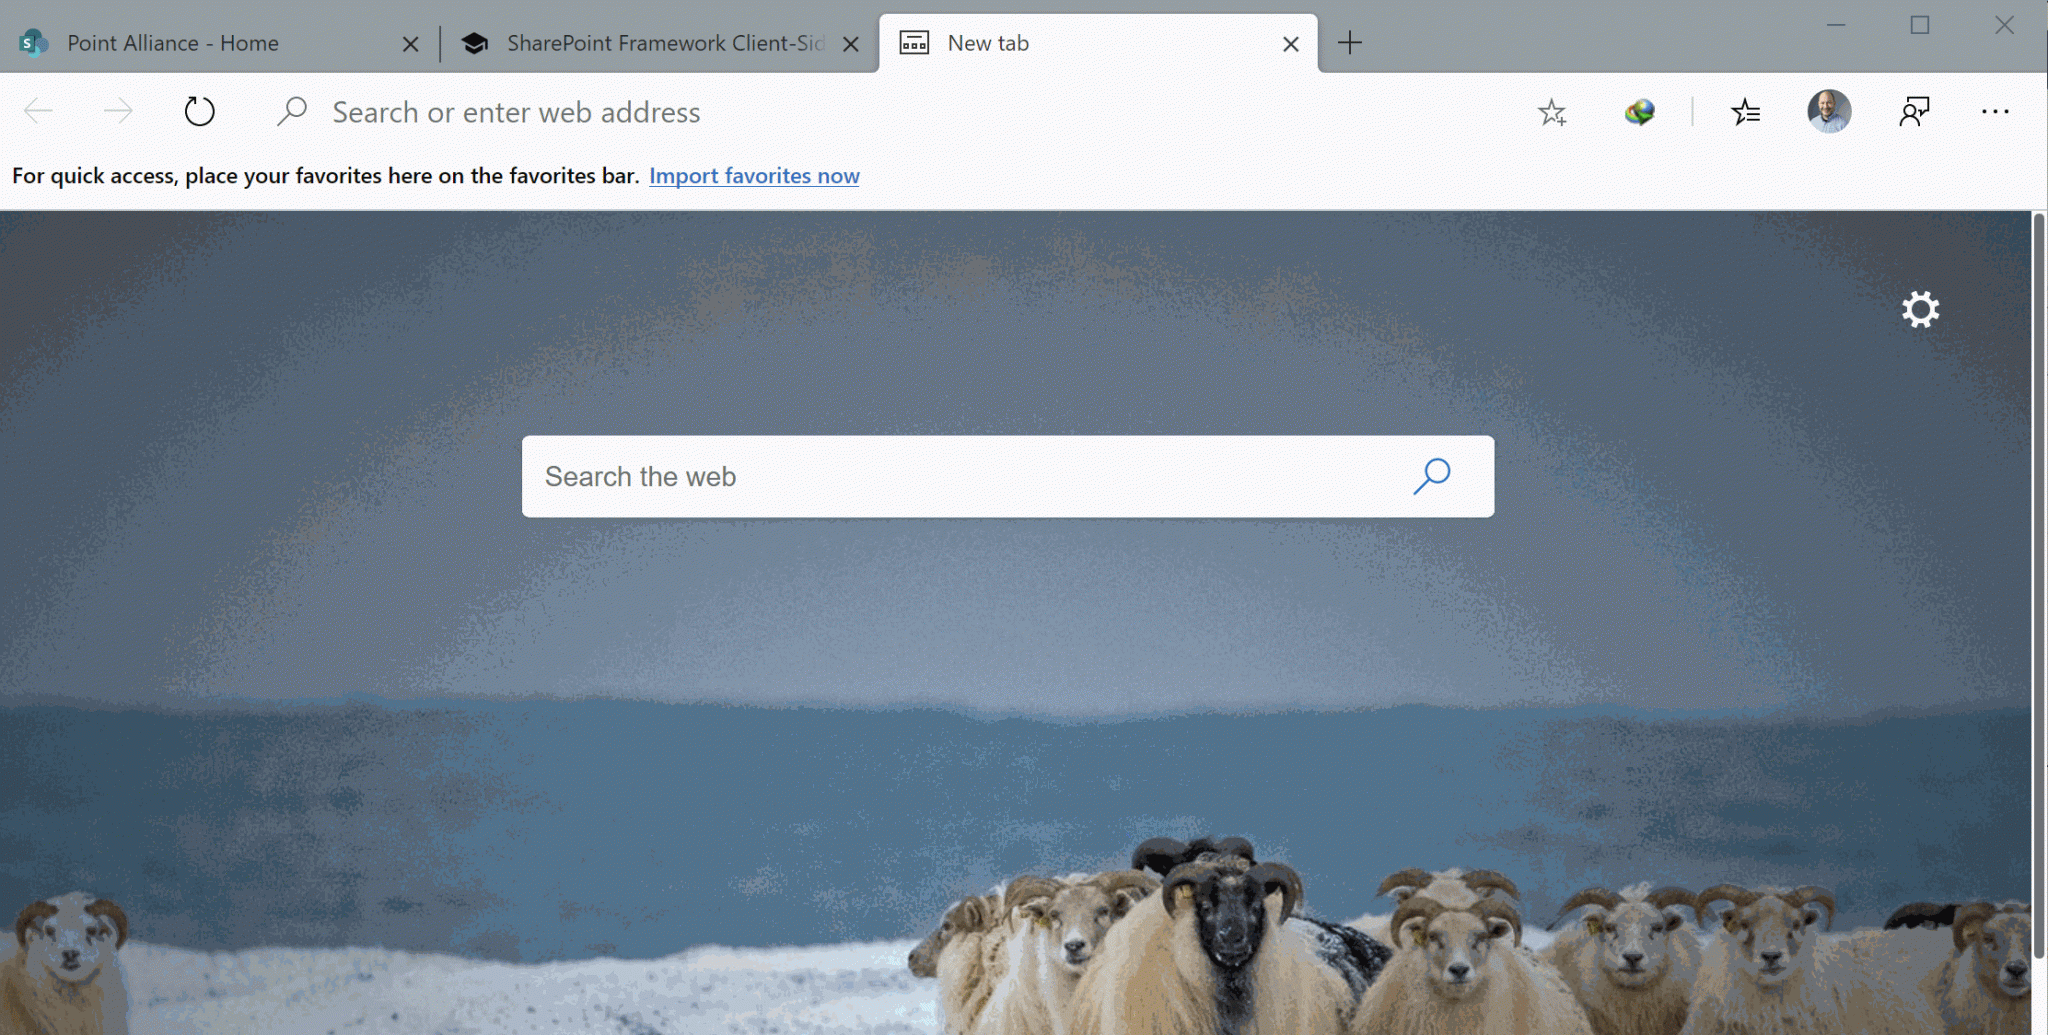 Point Alliance - Home
SharePoint Framework Client-Sid
New tab
Search or enter web address
For quick access, place your favorites here on the favorites bar. Import favorites now
Search the web